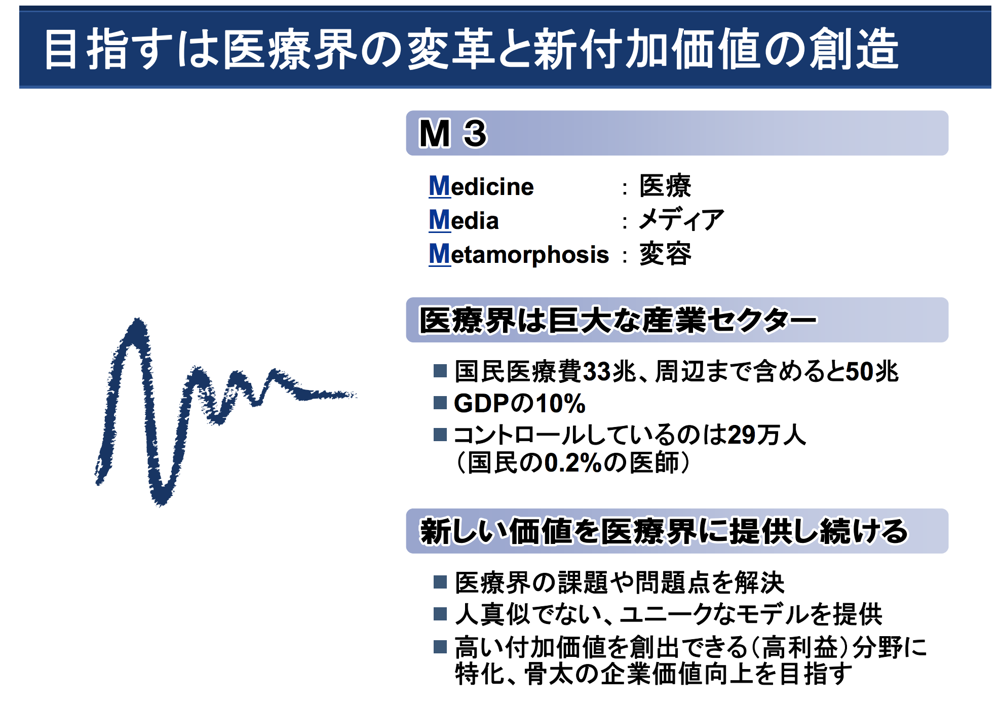 目指すは医療界の変革と新付加価値の創造
M 3
Medicine : 医療
Media : メディア
Metamorphosis : 変容
医療界は巨大な産業セクター
■ 国民医療費33兆、周辺まで含めると50兆
■ GDPの10%
■ コントロールしているのは29万人
（国民の0.2%の医師）
新しい価値を医療界に提供し続ける
■ 医療界の課題や問題点を解決
■ 人真似でない、ユニークなモデルを提供
■ 高い付加価値を創出できる（高利益）分野に
特化、骨太の企業価値向上を目指す